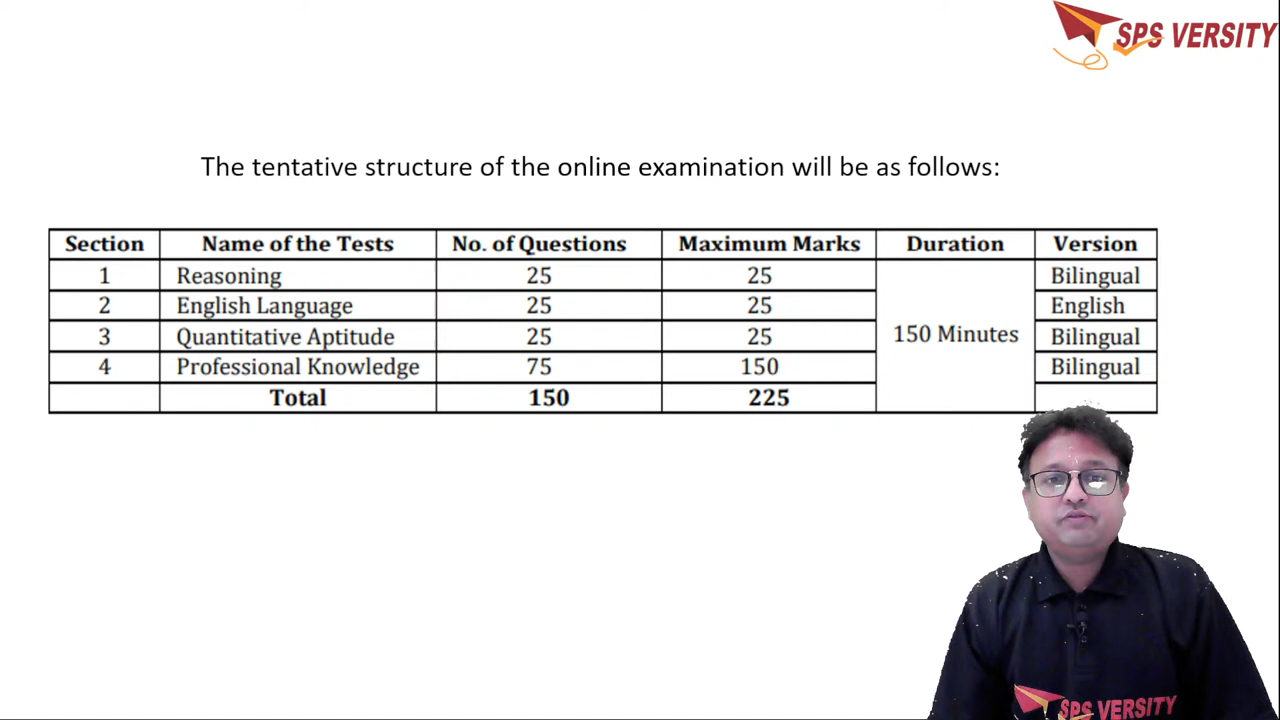 SPS VERSITY
The tentative structure of the online examination will be as follows:
Section Name of the Tests No. of Questions Maximum Marks Duration Version
1 Reasoning 25 25 Bilingual
2 English Language 25 25 English
3 Quantitative Aptitude 25 25 150 Minutes Bilingual
4 Professional Knowledge 75 150 Bilingual
Total 150 225
SPS VERSITY